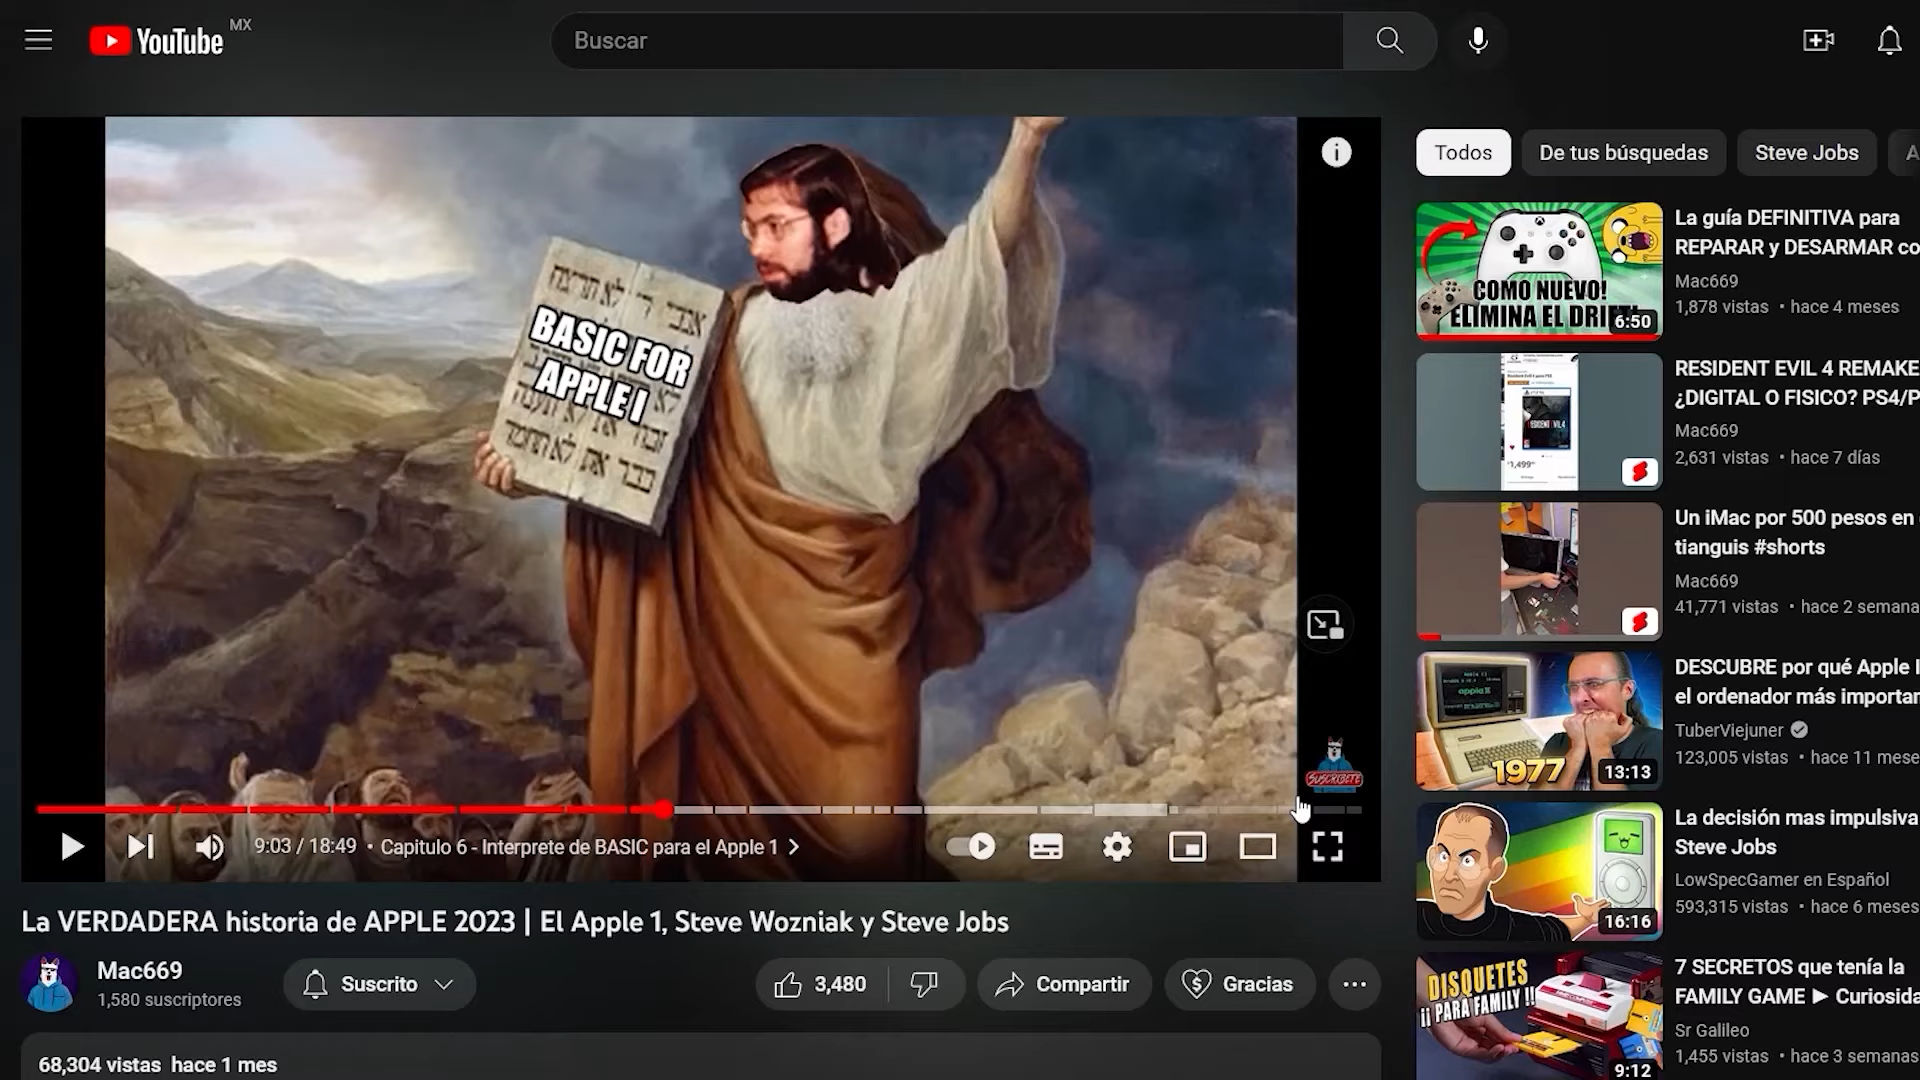 YouTube MX
Buscar
BASIC FOR
APPLE I
SUSCRIBETE
9:03 / 18:49 • Capitulo 6 - Interprete de BASIC para el Apple 1
La VERDADERA historia de APPLE 2023 | El Apple 1, Steve Wozniak y Steve Jobs
Mac669
1,580 suscriptores
Suscrito
3,480
Compartir
Gracias
68,304 vistas hace 1 mes
Todos
De tus búsquedas
Steve Jobs
A
COMO NUEVO!
ELIMINA EL DRI
6:50
La guía DEFINITIVA para
REPARAR y DESARMAR co
Mac669
1,878 vistas • hace 4 meses
RESIDENT EVIL 4 REMAKE
¿DIGITAL O FISICO? PS4/P
Mac669
2,631 vistas • hace 7 días
Un iMac por 500 pesos en
tianguis #shorts
Mac669
41,771 vistas • hace 2 semana
1977
13:13
DESCUBRE por qué Apple I
el ordenador más importan
TuberViejuner
123,005 vistas • hace 11 mese
16:16
La decisión mas impulsiva
Steve Jobs
LowSpecGamer en Español
593,315 vistas • hace 6 meses
DISQUETES
¡¡ PARA FAMILY !!
9:12
7 SECRETOS que tenía la
FAMILY GAME ► Curiosida
Sr Galileo
1,455 vistas • hace 3 semanas